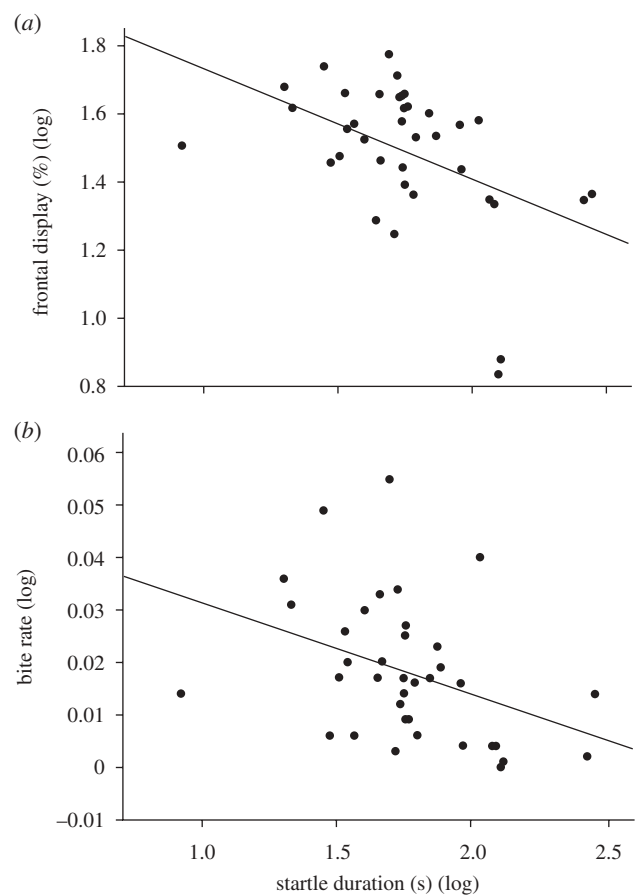 (a)
1.8
1.6
1.4
1.2
1.0
0.8
frontal display (%) (log)
(b)
0.06
0.05
0.04
0.03
0.02
0.01
0
–0.01
bite rate (log)
1.0 1.5 2.0 2.5
startle duration (s) (log)